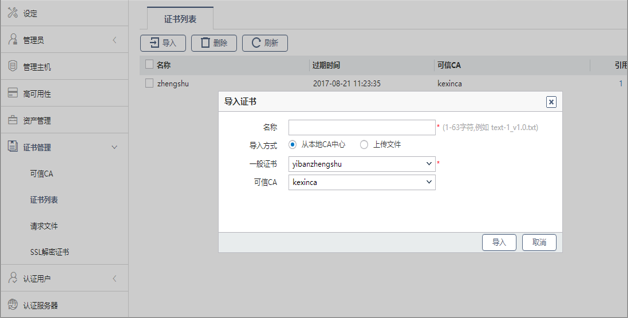 设定
管理员
管理主机
高可用性
资产管理
证书管理
可信CA
证书列表
请求文件
SSL解密证书
认证用户
认证服务器
证书列表
导入 删除 刷新
名称 过期时间 可信CA 引用
zhengshu 2017-08-21 11:23:35 kexinca 1
导入证书
名称 * (1-63字符,例如 text-1_v1.0.txt)
导入方式 从本地CA中心 上传文件
一般证书 yibanzhengshu *
可信CA kexinca
导入 取消